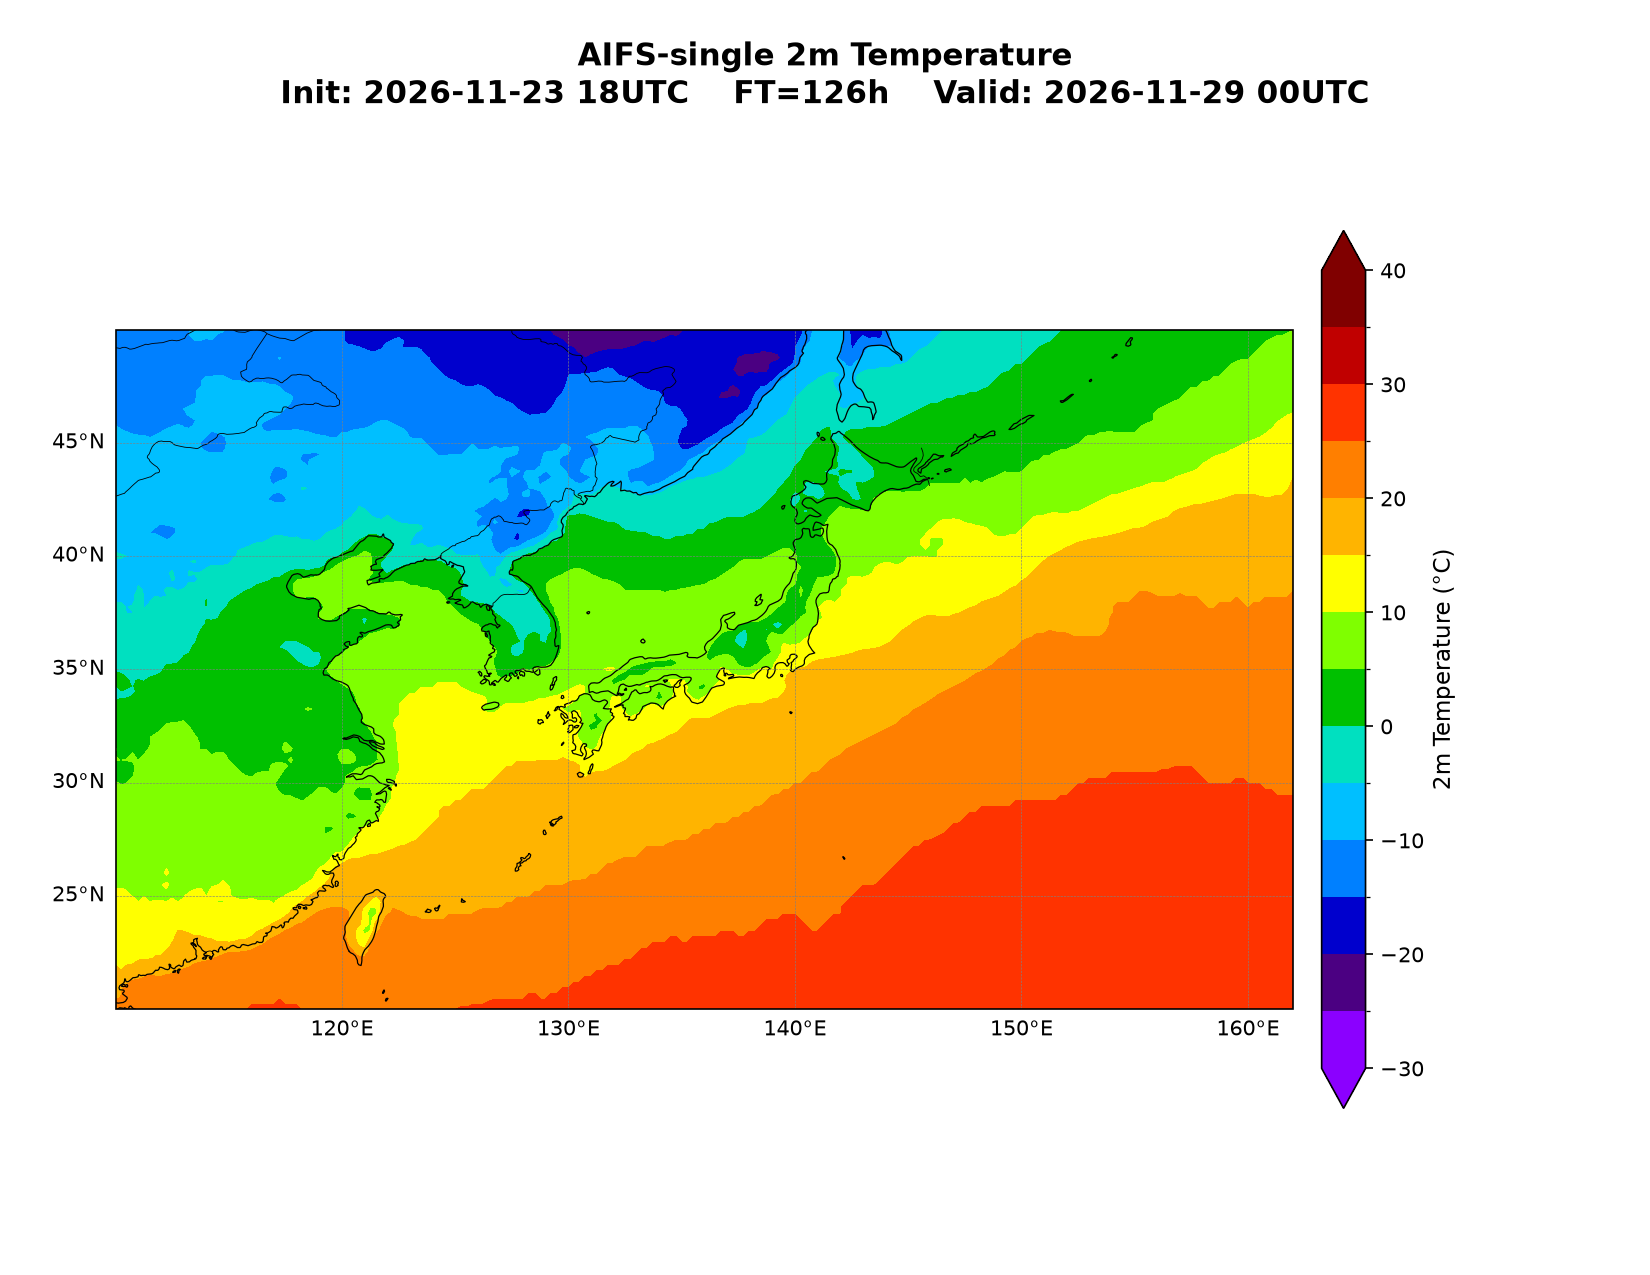 AIFS-single 2m Temperature
Init: 2026-11-23 18UTC    FT=126h    Valid: 2026-11-29 00UTC
45°N
40°N
35°N
30°N
25°N
120°E
130°E
140°E
150°E
160°E
40
30
20
10
0
−10
−20
−30
2m Temperature (°C)